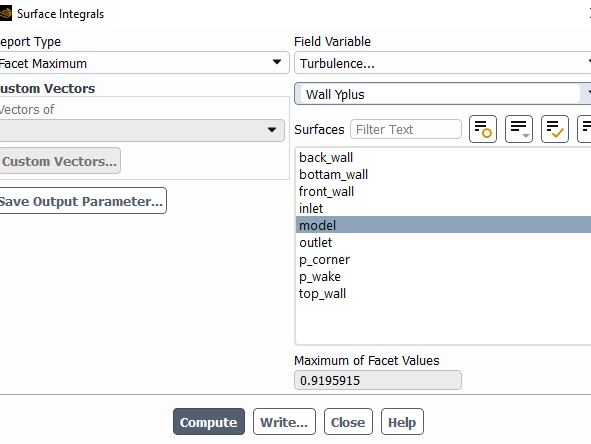 Surface Integrals
eport Type
Facet Maximum
ustom Vectors
Vectors of
Custom Vectors...
Save Output Parameter...
Field Variable
Turbulence...
Wall Yplus
Surfaces
Filter Text
back_wall
bottam_wall
front_wall
inlet
model
outlet
p_corner
p_wake
top_wall
Maximum of Facet Values
0.9195915
Compute
Write...
Close
Help